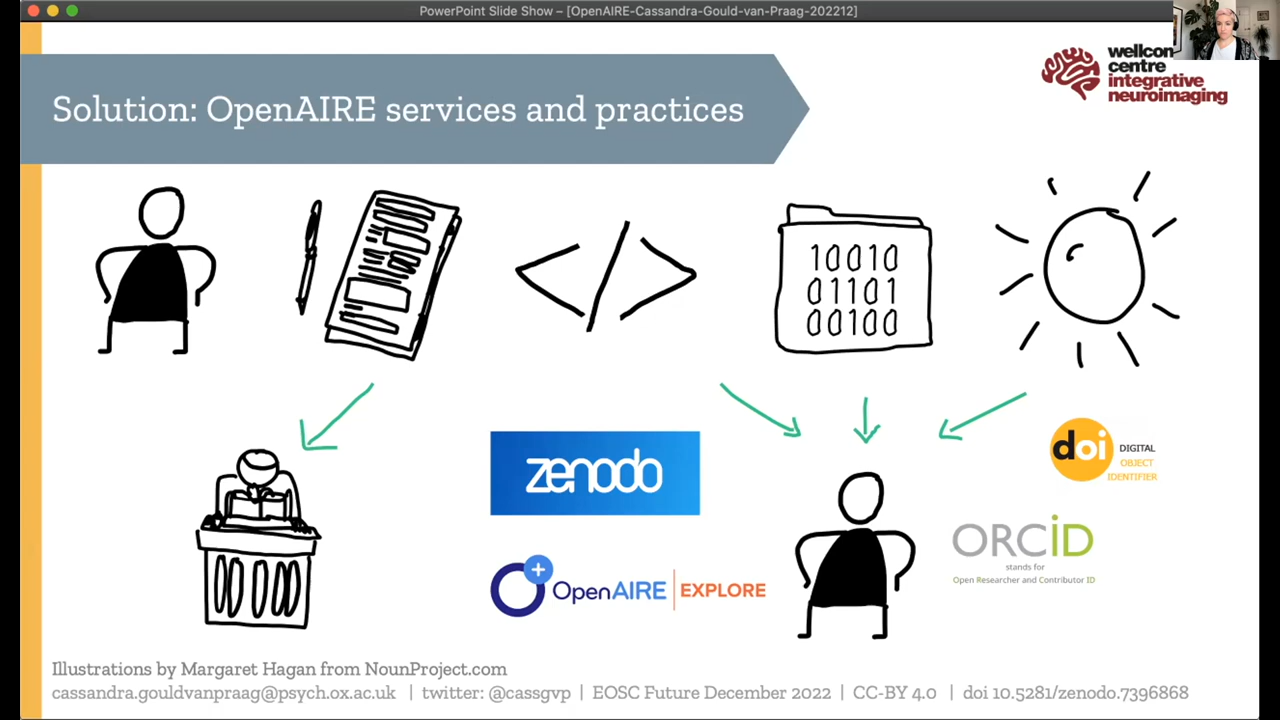 PowerPoint Slide Show – [OpenAIRE-Cassandra-Gould-van-Praag-202212]
wellcom
centre
integrative
neuroimaging
Solution: OpenAIRE services and practices
</>
10010
01101
00100
zenodo
doi DIGITAL
OBJECT
IDENTIFIER
ORCiD
stands for
Open Researcher and Contributor ID
OpenAIRE | EXPLORE
Illustrations by Margaret Hagan from NounProject.com
cassandra.gouldvanpraag@psych.ox.ac.uk | twitter: @cassgvp | EOSC Future December 2022 | CC-BY 4.0 | doi 10.5281/zenodo.7396868